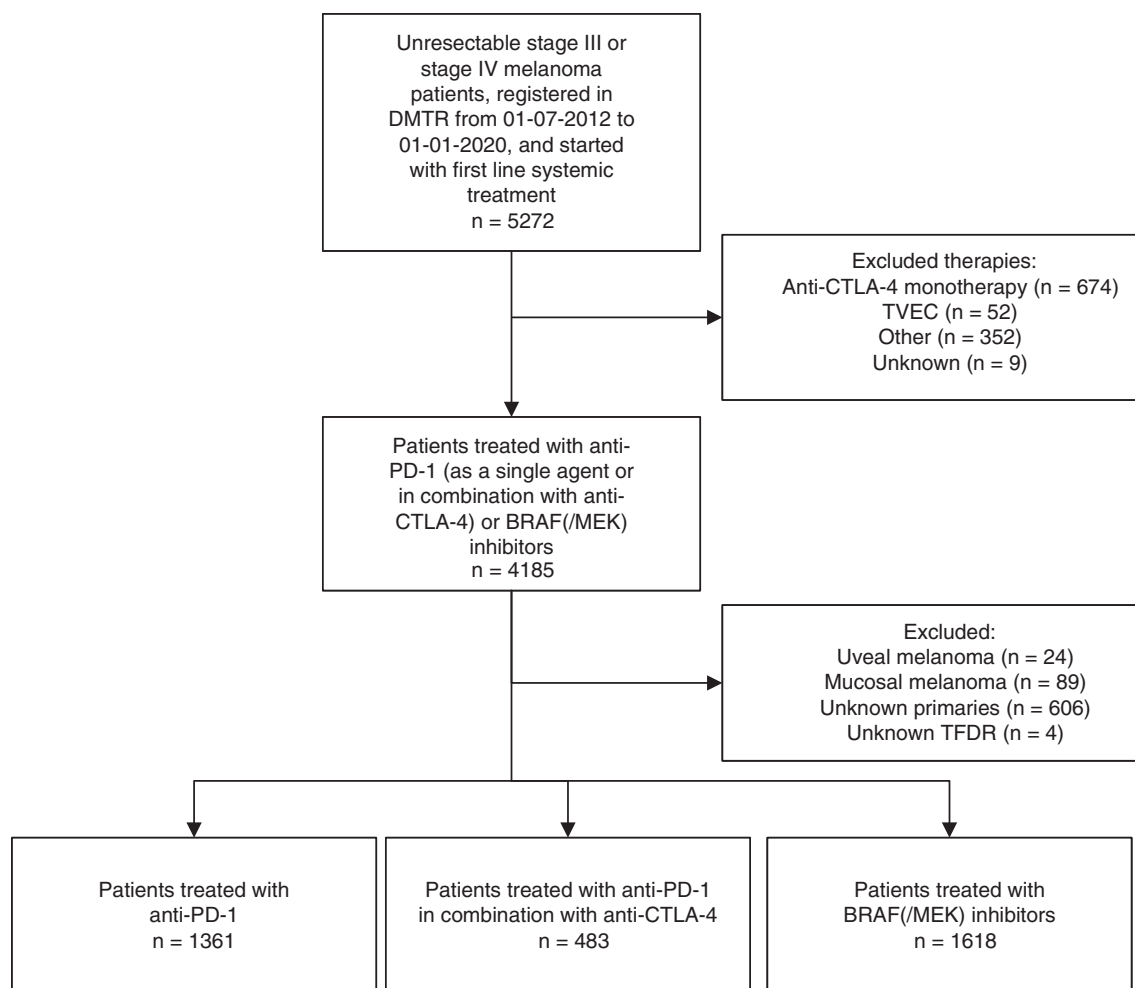 Unresectable stage III or
stage IV melanoma
patients, registered in
DMTR from 01-07-2012 to
01-01-2020, and started
with first line systemic
treatment
n = 5272
Excluded therapies:
Anti-CTLA-4 monotherapy (n = 674)
TVEC (n = 52)
Other (n = 352)
Unknown (n = 9)
Patients treated with anti-
PD-1 (as a single agent or
in combination with anti-
CTLA-4) or BRAF(/MEK)
inhibitors
n = 4185
Excluded:
Uveal melanoma (n = 24)
Mucosal melanoma (n = 89)
Unknown primaries (n = 606)
Unknown TFDR (n = 4)
Patients treated with
anti-PD-1
n = 1361
Patients treated with anti-PD-1
in combination with anti-CTLA-4
n = 483
Patients treated with
BRAF(/MEK) inhibitors
n = 1618